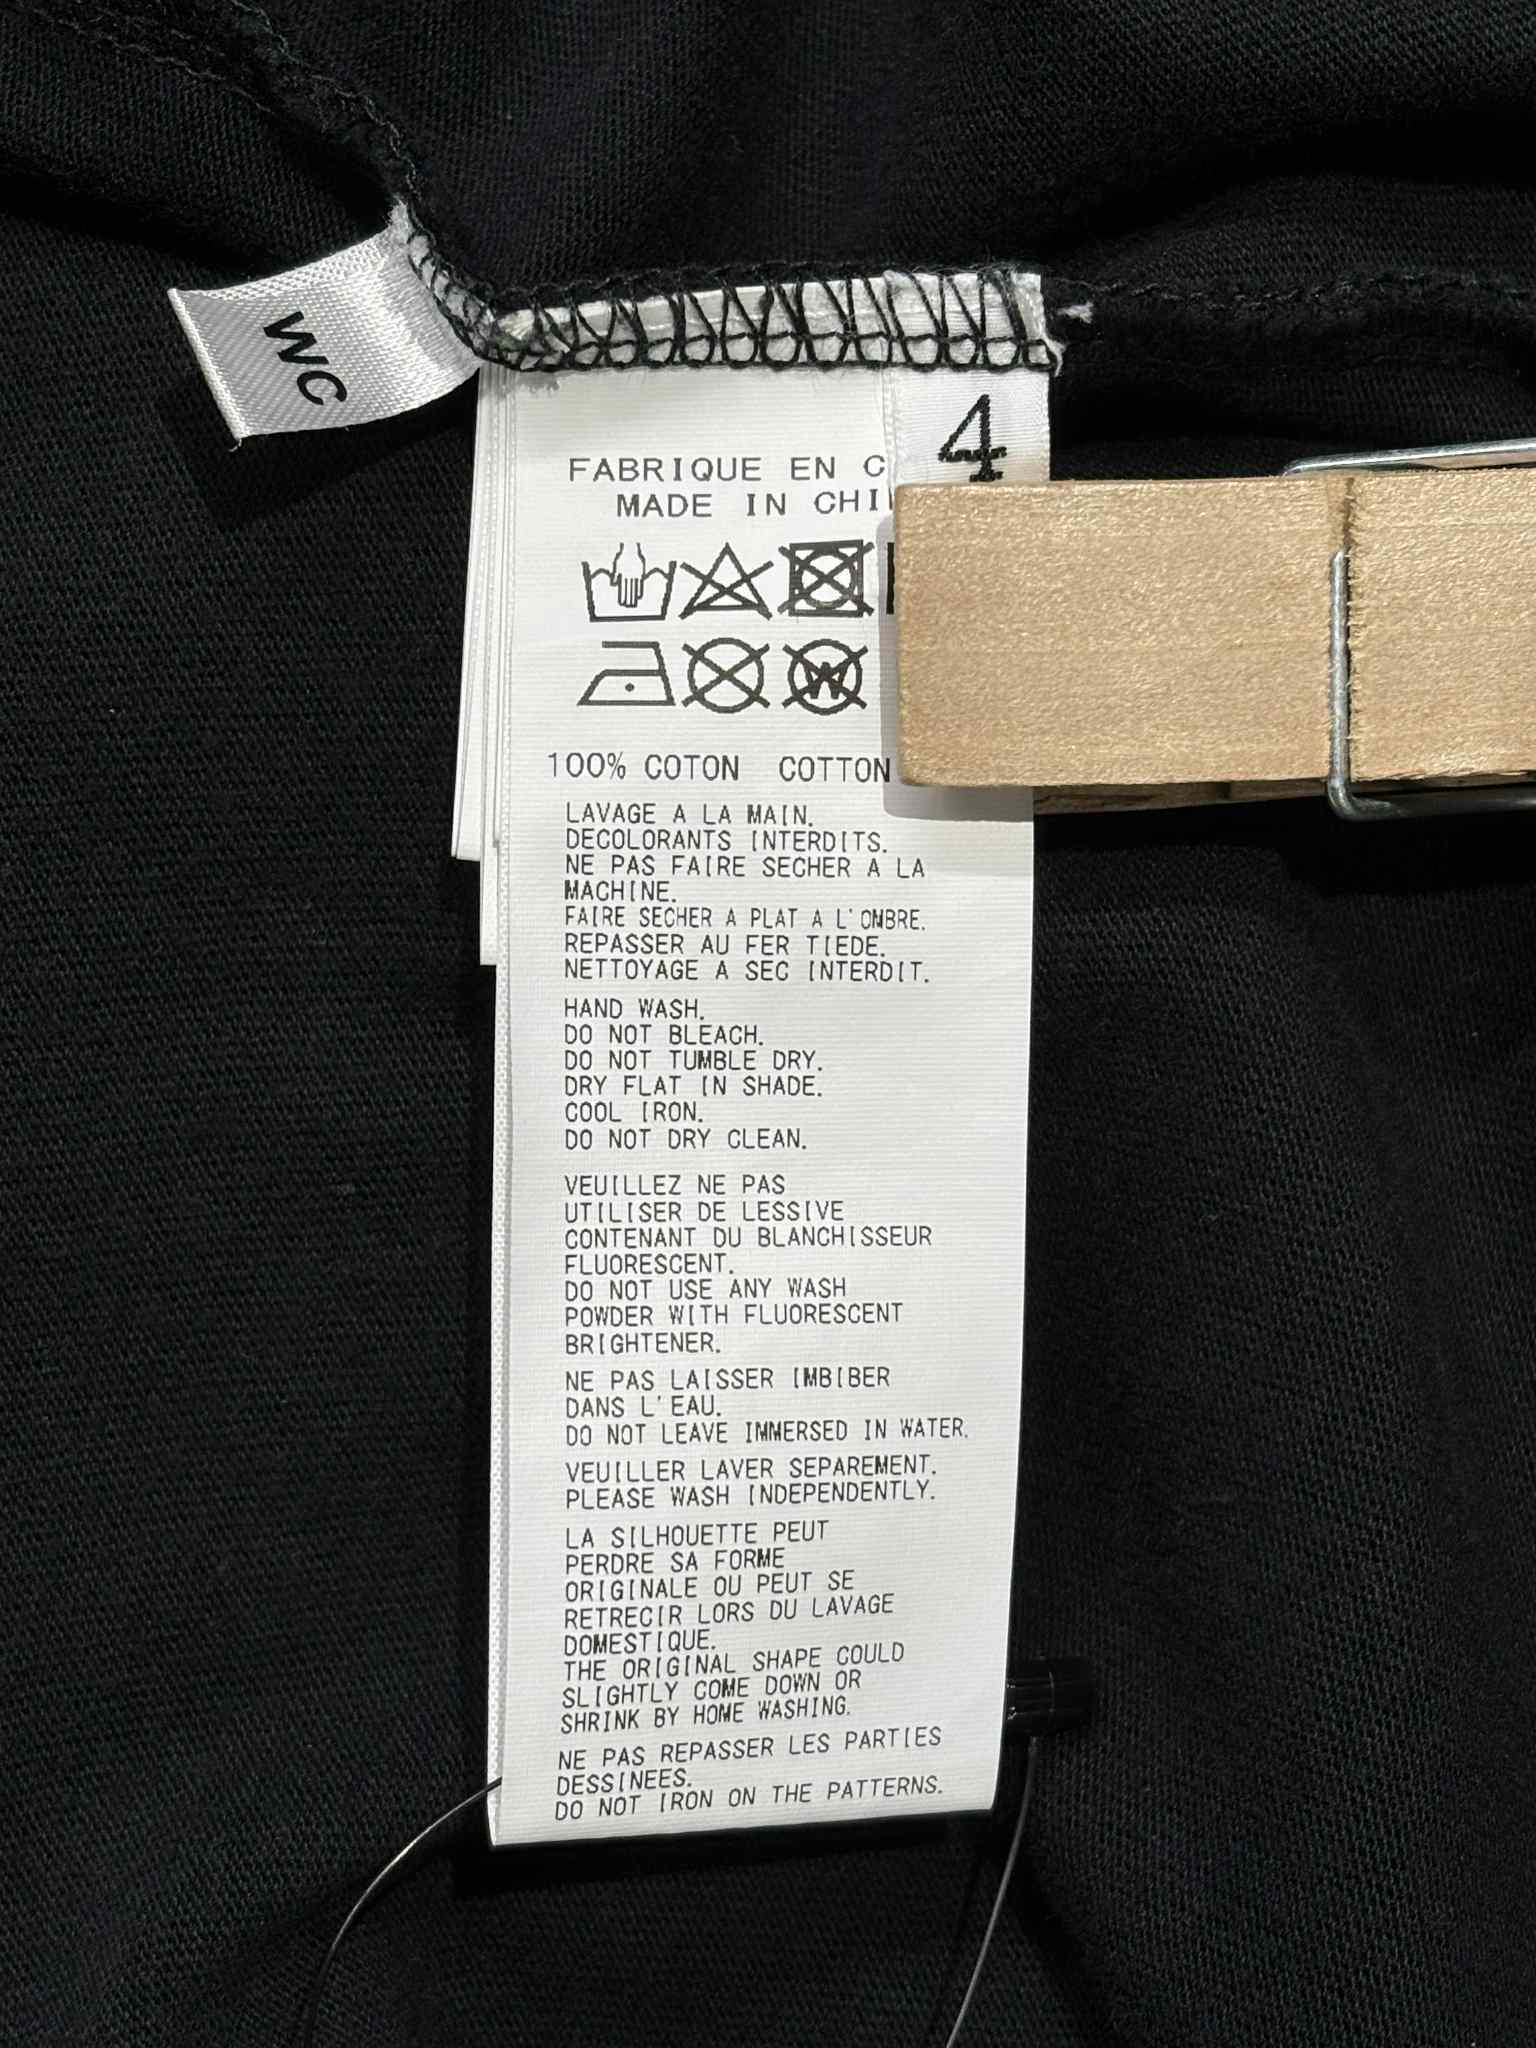 WC
4
FABRIQUE EN
MADE IN
W
100% COTON COTTON
LAVAGE A LA MAIN.
DECOLORANTS INTERDITS.
NE PAS FAIRE SECHER A LA
MACHINE.
FAIRE SECHER A PLAT A L'OMBRE.
REPASSER AU FER TIEDE.
NETTOYAGE A SEC INTERDIT.
HAND WASH.
DO NOT BLEACH.
DO NOT TUMBLE DRY.
DRY FLAT IN SHADE.
COOL IRON.
DO NOT DRY CLEAN.
VEUILLEZ NE PAS
UTILISER DE LESSIVE
CONTENANT DU BLANCHISSEUR
FLUORESCENT.
DO NOT USE ANY WASH
POWDER WITH FLUORESCENT
BRIGHTENER.
NE PAS LAISSER IMBIBER
DANS L'EAU.
DO NOT LEAVE IMMERSED IN WATER.
VEUILLER LAVER SEPAREMENT.
PLEASE WASH INDEPENDENTLY.
LA SILHOUETTE PEUT
PERDRE SA FORME
ORIGINALE OU PEUT SE
RETRECIR LORS DU LAVAGE
DOMESTIQUE.
THE ORIGINAL SHAPE COULD
SLIGHTLY COME DOWN OR
SHRINK BY HOME WASHING.
NE PAS REPASSER LES PARTIES
DESSINEES.
DO NOT IRON ON THE PATTERNS.